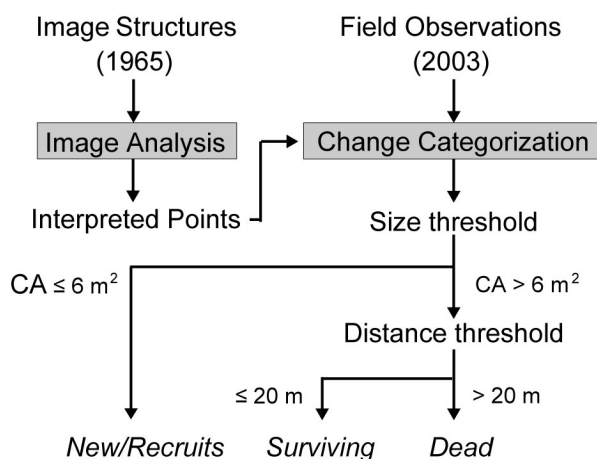 Image Structures
(1965)
Field Observations
(2003)
Image Analysis
Change Categorization
Interpreted Points
Size threshold
CA ≤ 6 m²
CA > 6 m²
Distance threshold
≤ 20 m
> 20 m
New/Recruits
Surviving
Dead